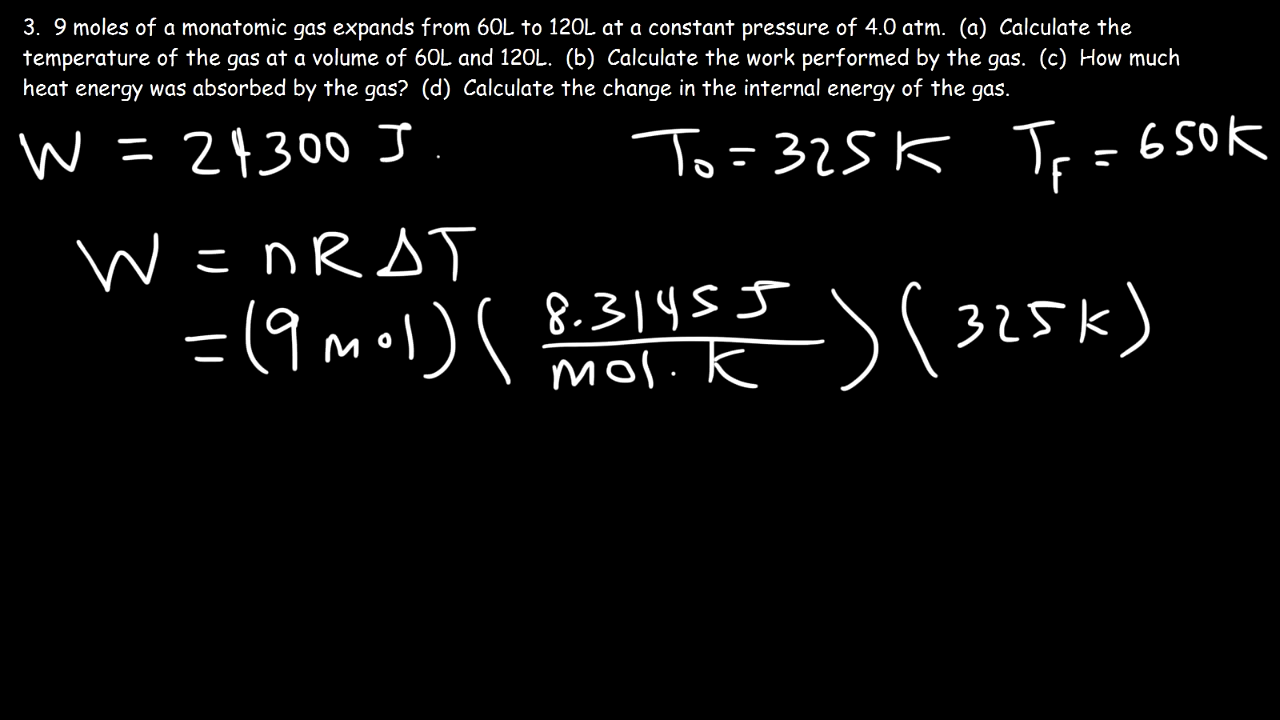 3. 9 moles of a monatomic gas expands from 60L to 120L at a constant pressure of 4.0 atm. (a) Calculate the
temperature of the gas at a volume of 60L and 120L. (b) Calculate the work performed by the gas. (c) How much
heat energy was absorbed by the gas? (d) Calculate the change in the internal energy of the gas.
W = 24300 J . T₀ = 325 K T_F = 650K
W = nRΔT
= (9 mol) (8.3145 J / mol · K) (325 K)